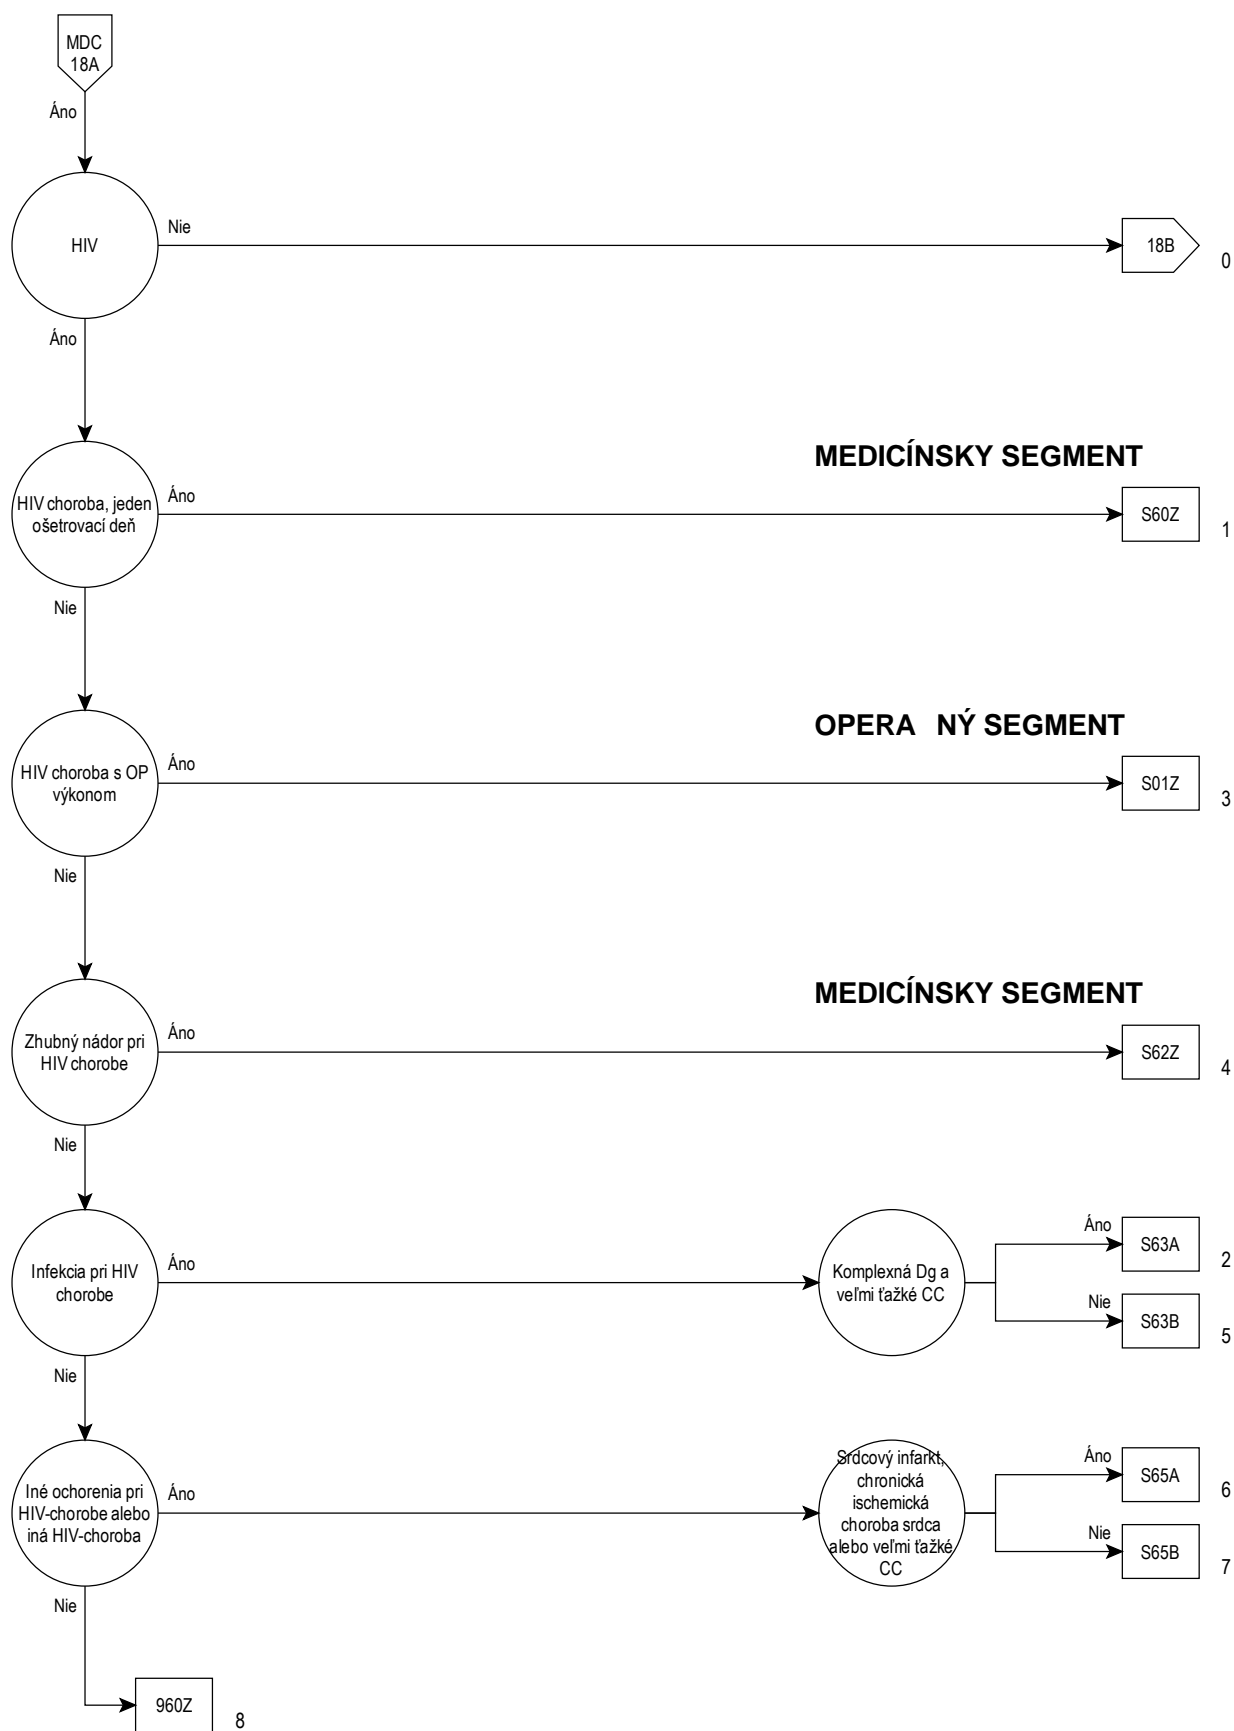 MDC
18A
Áno
HIV
Nie
18B
0
Áno
MEDICÍNSKY SEGMENT
HIV choroba, jeden
ošetrovací deň
Áno
S60Z
1
Nie
OPERA NÝ SEGMENT
HIV choroba s OP
výkonom
Áno
S01Z
3
Nie
MEDICÍNSKY SEGMENT
Zhubný nádor pri
HIV chorobe
Áno
S62Z
4
Nie
Infekcia pri HIV
chorobe
Áno
Komplexná Dg a
veľmi ťažké CC
Áno
S63A
2
Nie
S63B
5
Nie
Iné ochorenia pri
HIV-chorobe alebo
iná HIV-choroba
Áno
Srdcový infarkt,
chronická
ischemická
choroba srdca
alebo veľmi ťažké
CC
Áno
S65A
6
Nie
S65B
7
Nie
960Z
8